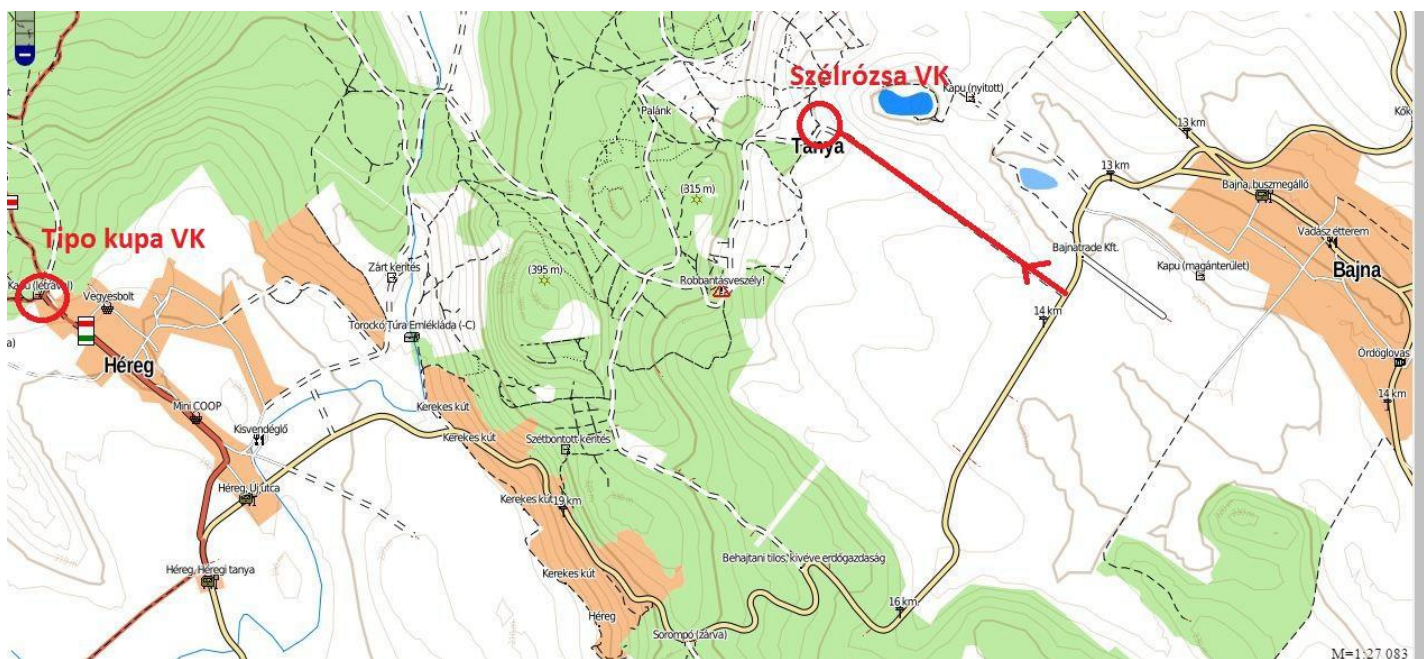 Szélrózsa VK
Kapu (nyitott)
Palánk
Tanya
13 km
Kők
13 km
Bajna, buszmegálló
(315 m)
Vadász étterem
Tipo kupa VK
Bajnatrade Kft.
Kapu (magánterület)
Bajna
Zárt kerítés
(395 m)
Robbantásveszély!
Kapu (létrával)
Vegyesbolt
14 km
Torockó Túra Emlékláda (-C)
a)
Héreg
Ördöglovas
14 km
Mini COOP
Kerekes kút
Kisvendéglő
Kerekes kút
Szétbontott kerítés
Héreg, Új utca
Kerekes kút
19 km
Behajtani tilos, kivéve erdőgazdaság
Héreg, Héregi tanya
Kerekes kút
16 km
Héreg
Sorompó (zárva)
M=1:27 083